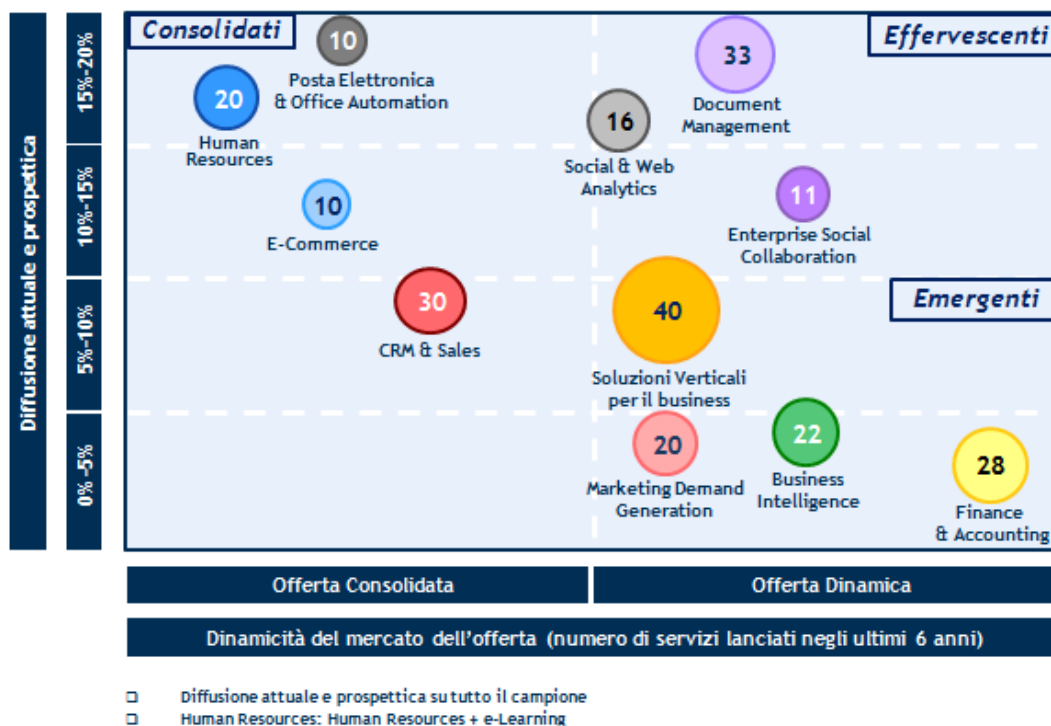 Diffusione attuale e prospettica
15%-20%
10%-15%
5%-10%
0% -5%
Consolidati
Effervescenti
Emergenti
10
Posta Elettronica
& Office Automation
20
Human
Resources
33
Document
Management
16
Social & Web
Analytics
10
E-Commerce
11
Enterprise Social
Collaboration
30
CRM & Sales
40
Soluzioni Verticali
per il business
20
Marketing Demand
Generation
22
Business
Intelligence
28
Finance
& Accounting
Offerta Consolidata
Offerta Dinamica
Dinamicità del mercato dell'offerta (numero di servizi lanciati negli ultimi 6 anni)
Diffusione attuale e prospettica su tutto il campione
Human Resources: Human Resources + e-Learning